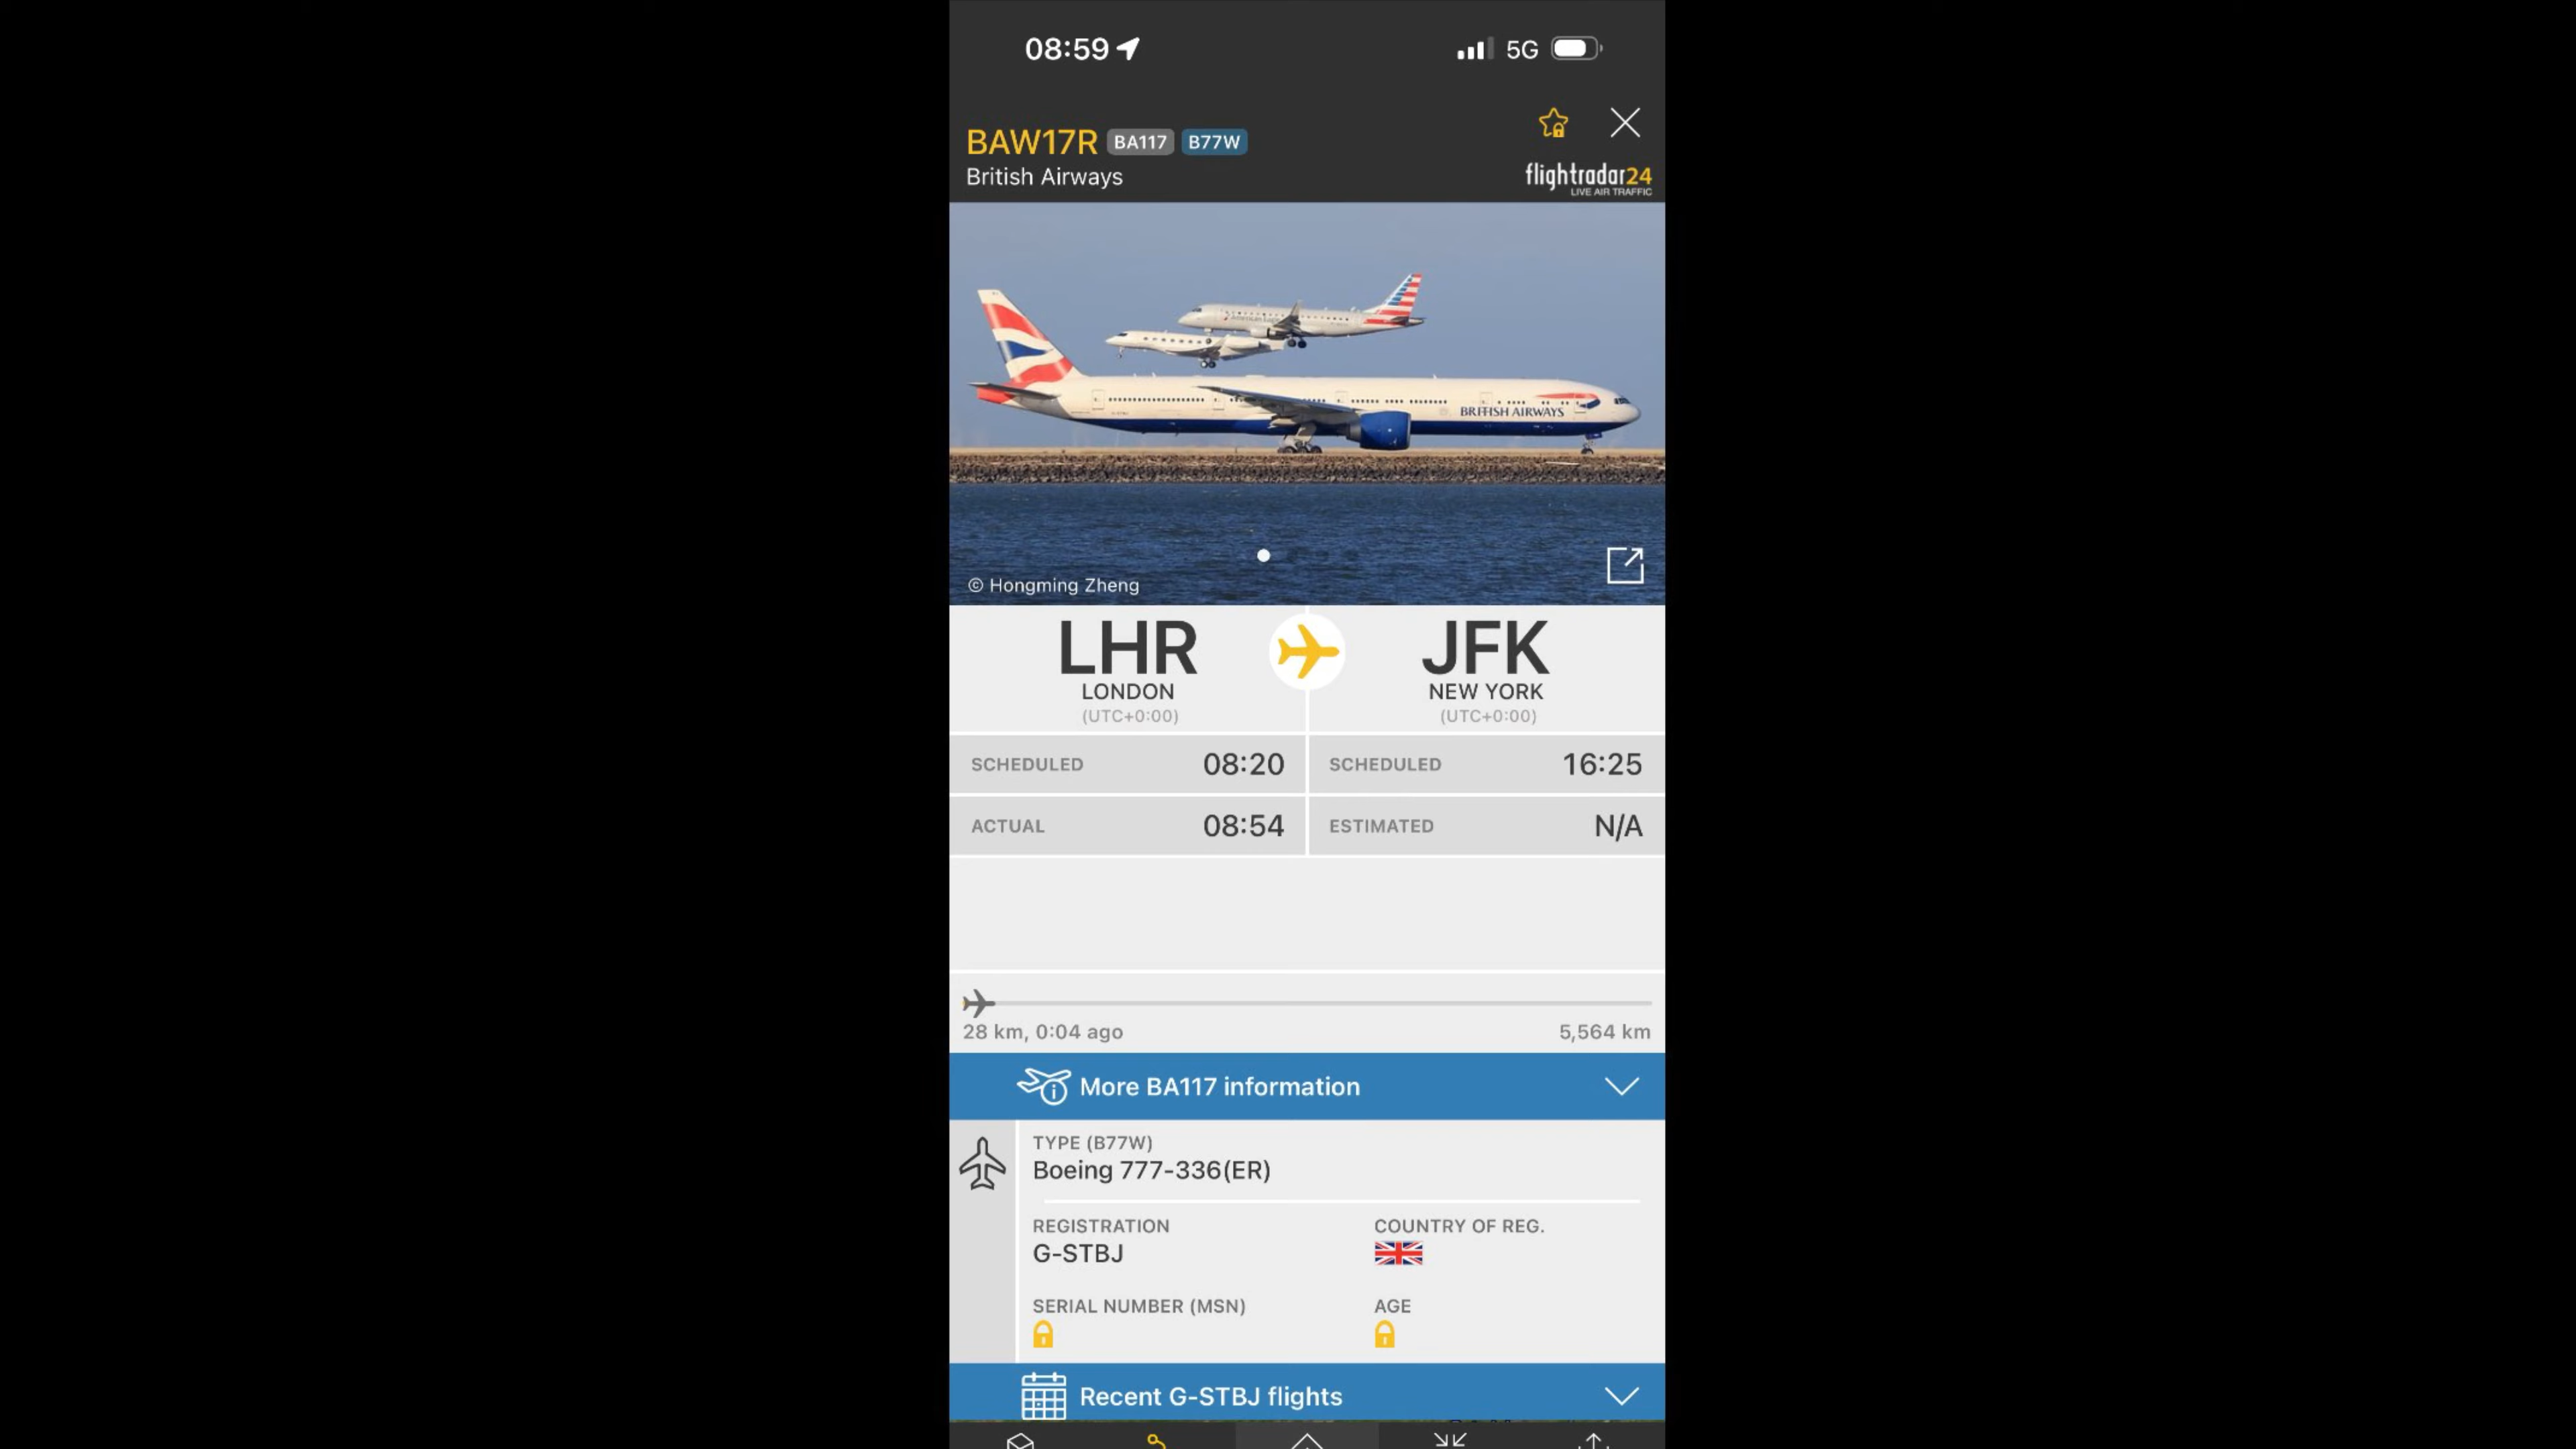 08:59 5G
BAW17R BA117 B77W
British Airways
flightradar24
LIVE AIR TRAFFIC
American Eagle
BRITISH AIRWAYS
© Hongming Zheng
LHR JFK
LONDON NEW YORK
(UTC+0:00) (UTC+0:00)
SCHEDULED 08:20 SCHEDULED 16:25
ACTUAL 08:54 ESTIMATED N/A
28 km, 0:04 ago 5,564 km
More BA117 information
TYPE (B77W)
Boeing 777-336(ER)
REGISTRATION COUNTRY OF REG.
G-STBJ
SERIAL NUMBER (MSN) AGE
Recent G-STBJ flights